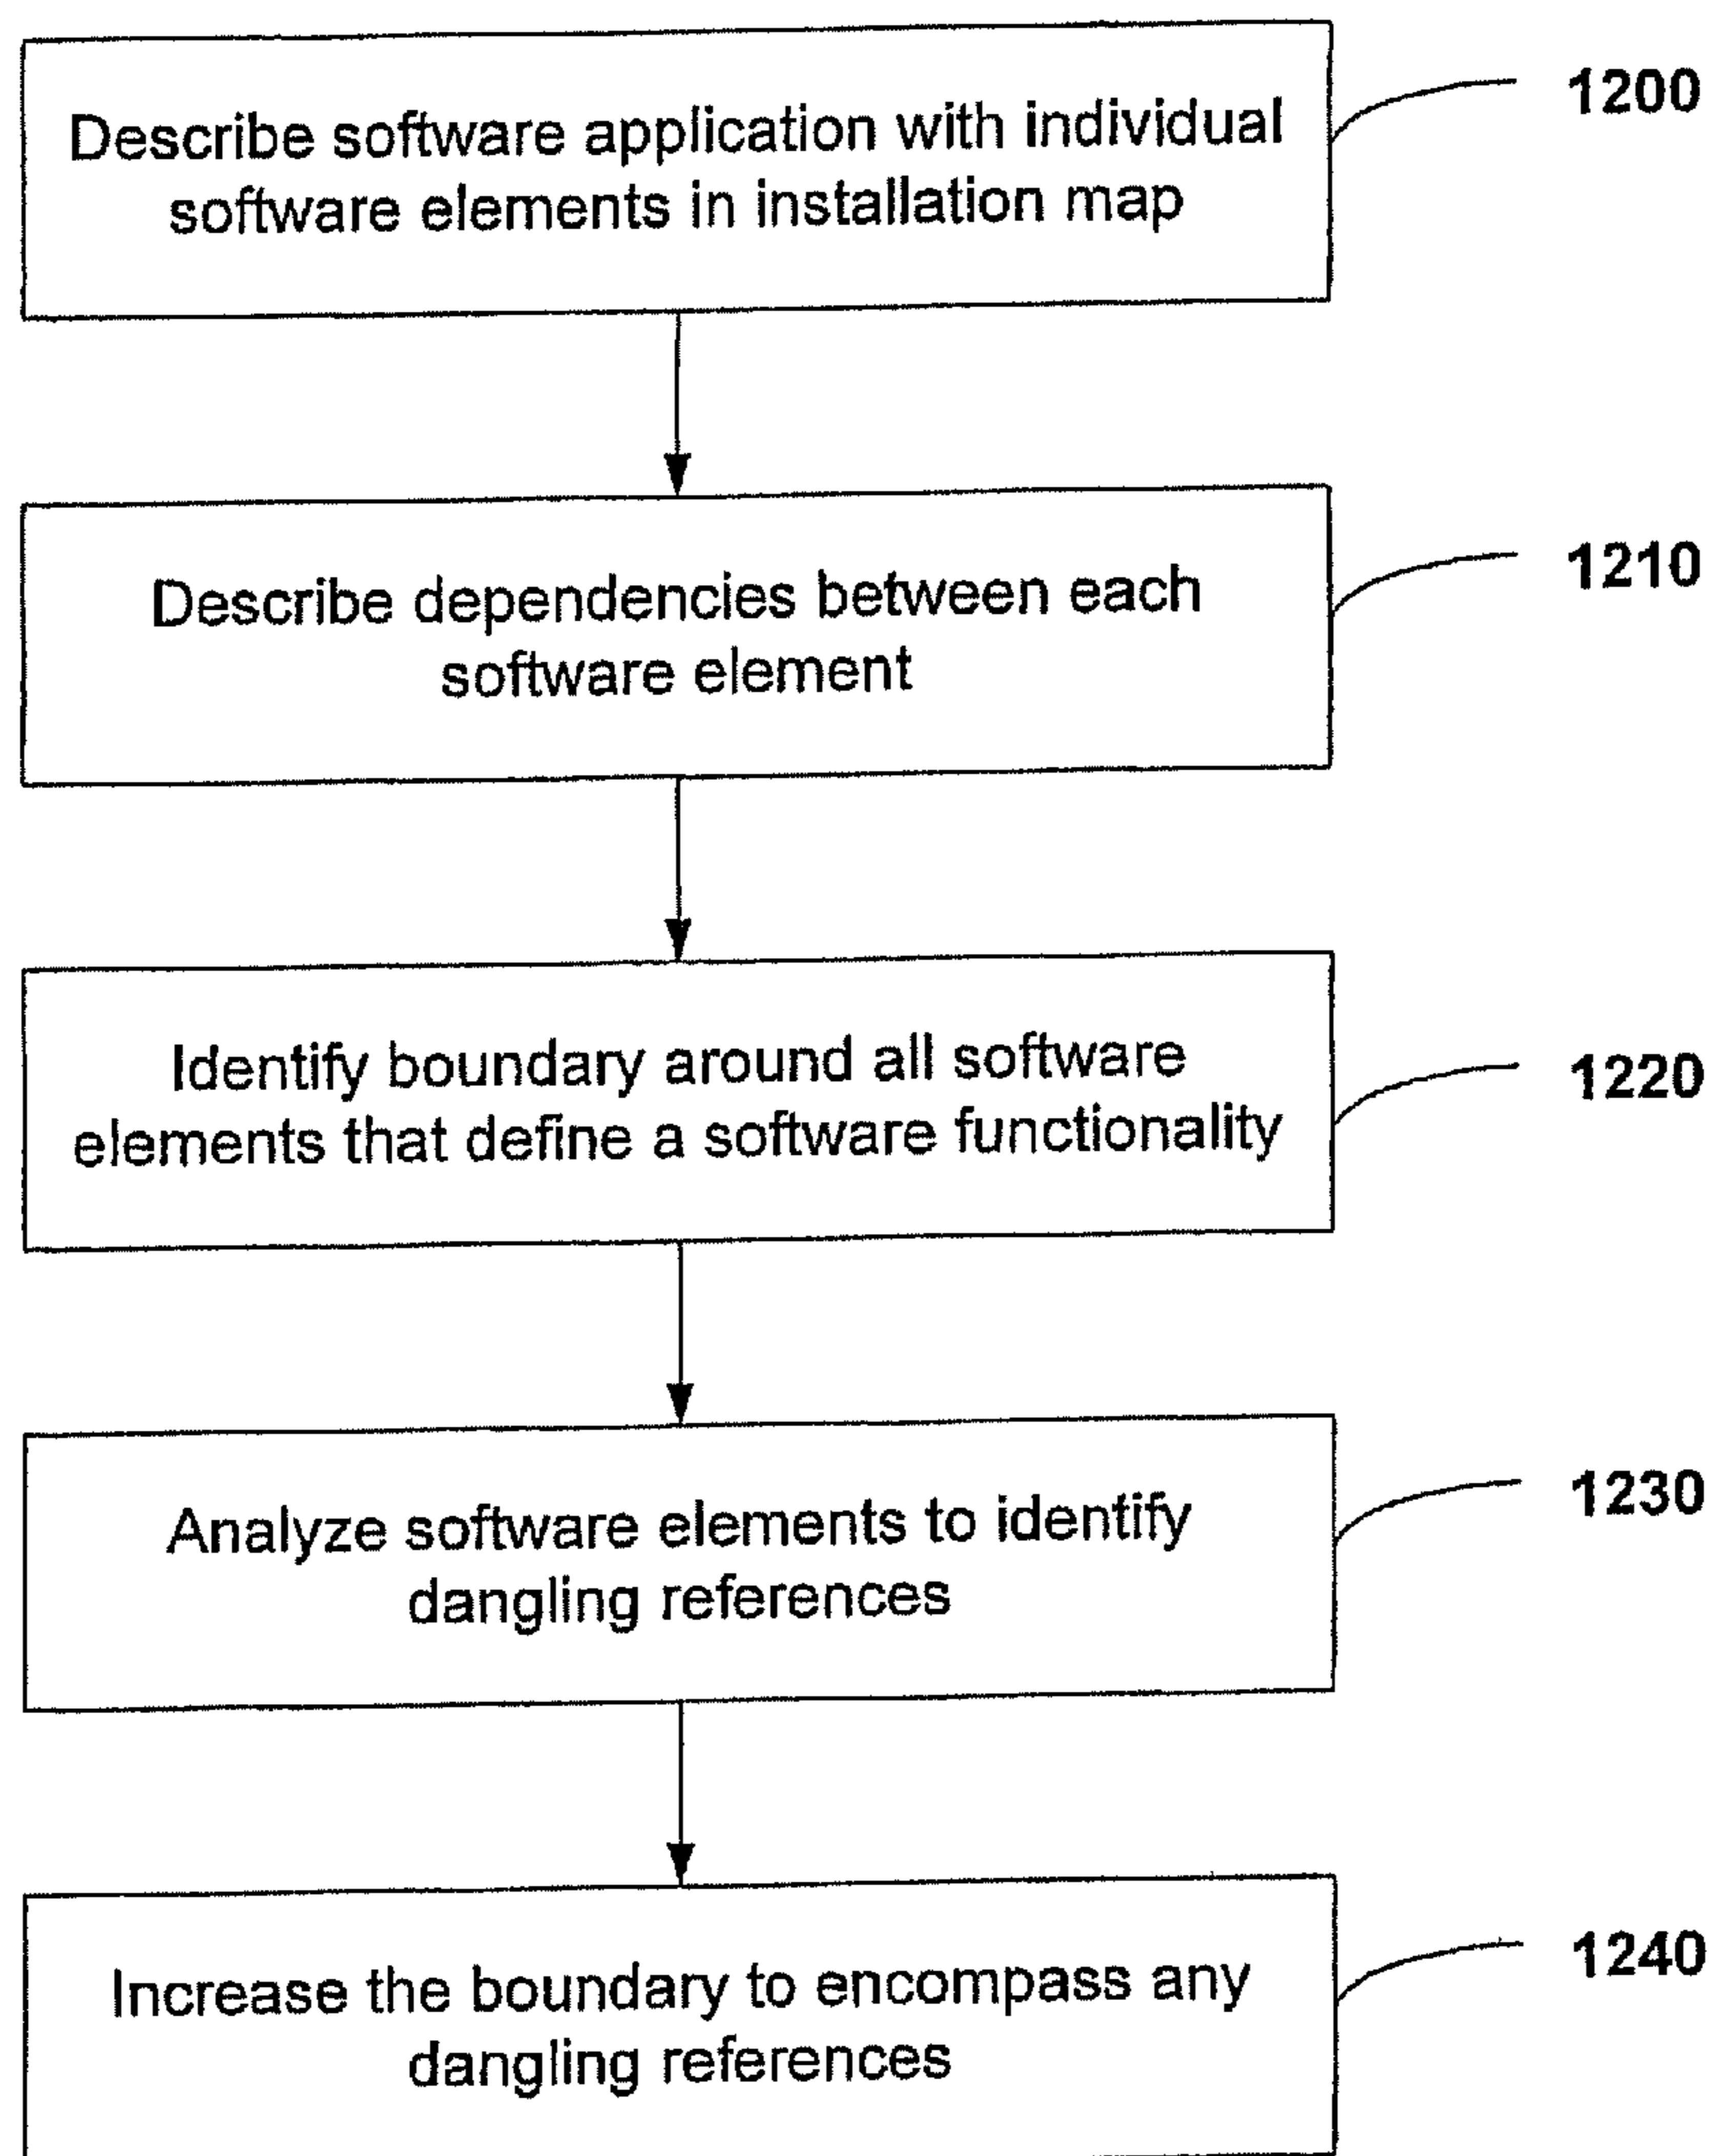 Describe software application with individual
software elements in installation map
1200
Describe dependencies between each
software element
1210
Identify boundary around all software
elements that define a software functionality
1220
Analyze software elements to identify
dangling references
1230
Increase the boundary to encompass any
dangling references
1240